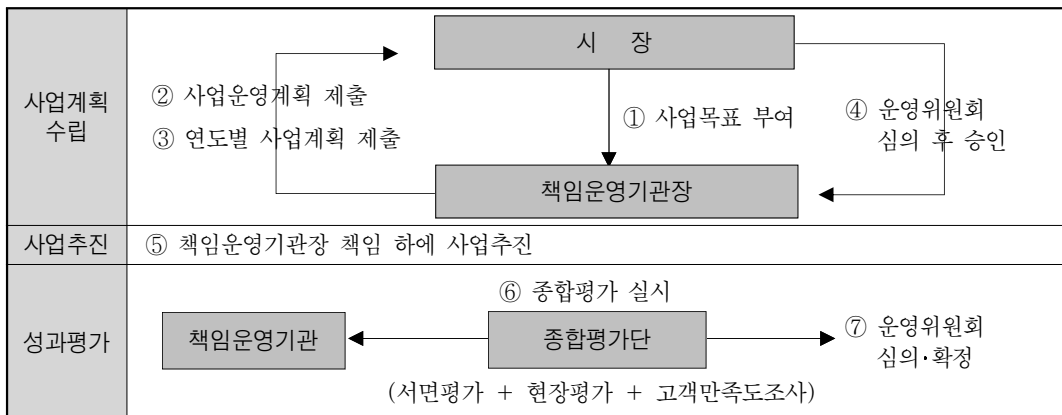 시 장
사업계획
수립
② 사업운영계획 제출
③ 연도별 사업계획 제출
① 사업목표 부여
④ 운영위원회
심의 후 승인
책임운영기관장
사업추진
⑤ 책임운영기관장 책임 하에 사업추진
성과평가
⑥ 종합평가 실시
책임운영기관
종합평가단
⑦ 운영위원회
심의·확정
(서면평가 + 현장평가 + 고객만족도조사)